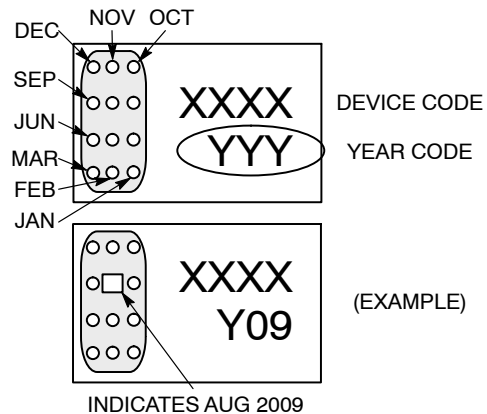 DEC NOV OCT
SEP
JUN
MAR
FEB
JAN
XXXX DEVICE CODE
YYY YEAR CODE
XXXX
Y09
(EXAMPLE)
INDICATES AUG 2009